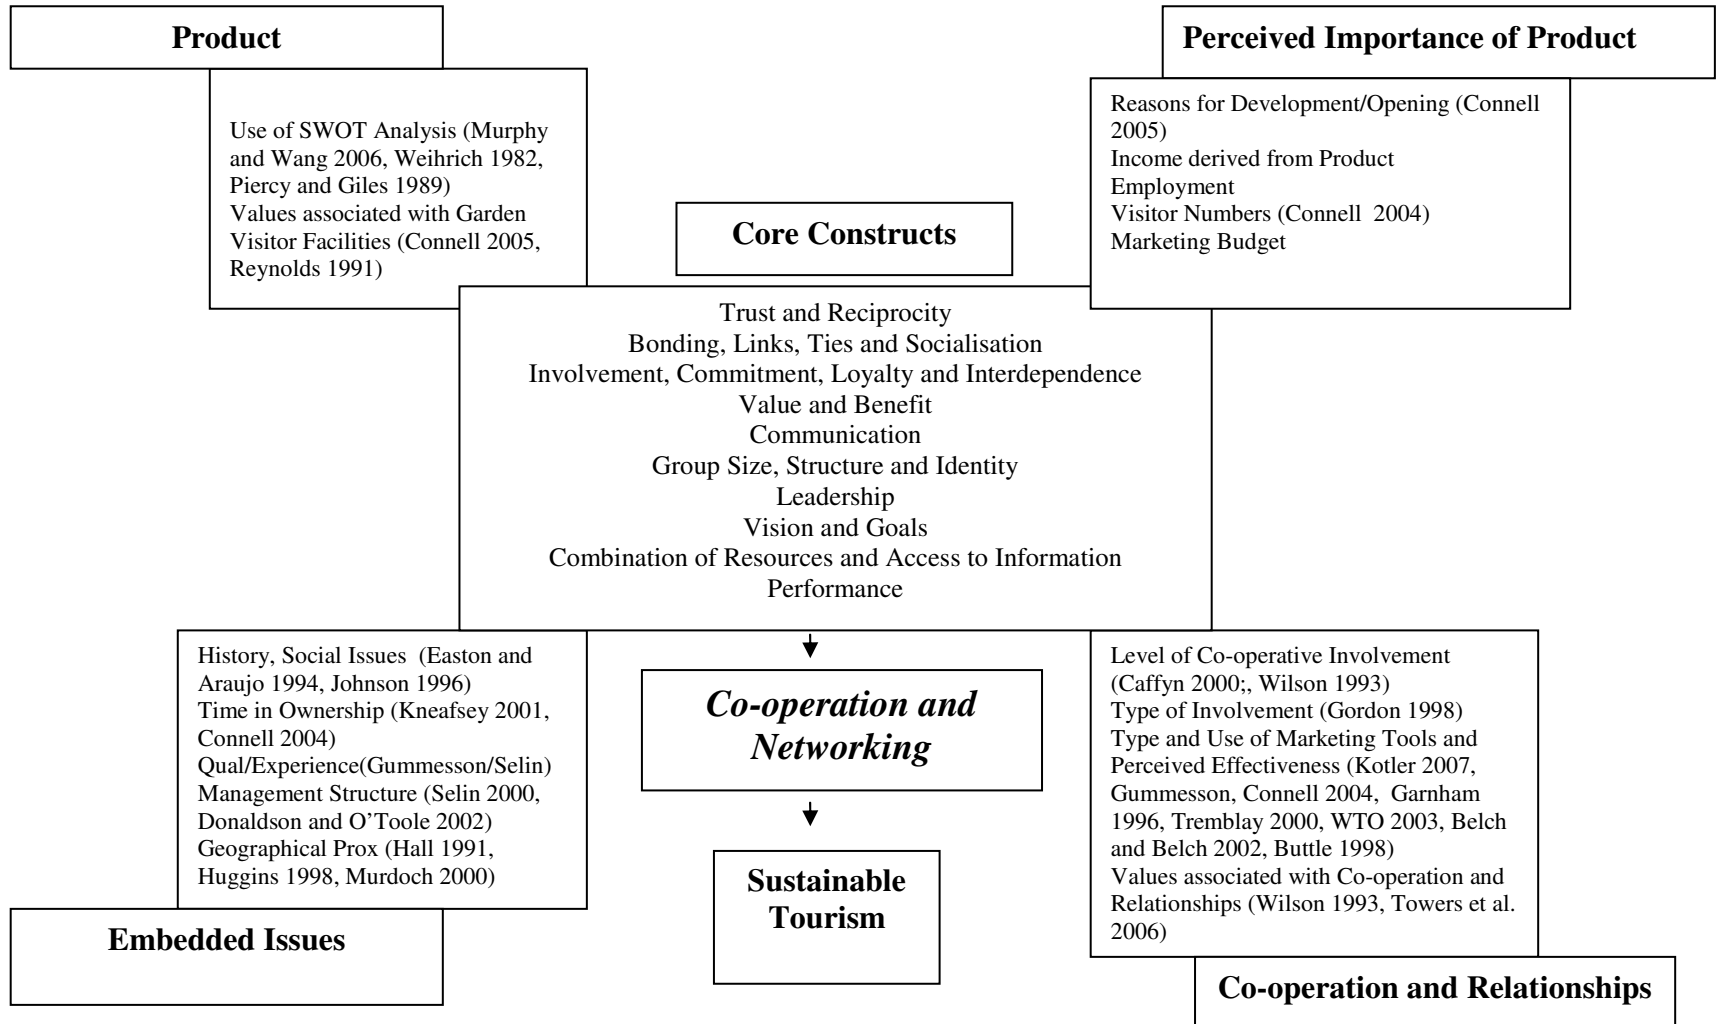 Product
Use of SWOT Analysis (Murphy
and Wang 2006, Weihrich 1982,
Piercy and Giles 1989)
Values associated with Garden
Visitor Facilities (Connell 2005,
Reynolds 1991)
Perceived Importance of Product
Reasons for Development/Opening (Connell
2005)
Income derived from Product
Employment
Visitor Numbers (Connell  2004)
Marketing Budget
Core Constructs
Trust and Reciprocity
Bonding, Links, Ties and Socialisation
Involvement, Commitment, Loyalty and Interdependence
Value and Benefit
Communication
Group Size, Structure and Identity
Leadership
Vision and Goals
Combination of Resources and Access to Information
Performance
History, Social Issues  (Easton and
Araujo 1994, Johnson 1996)
Time in Ownership (Kneafsey 2001,
Connell 2004)
Qual/Experience(Gummesson/Selin)
Management Structure (Selin 2000,
Donaldson and O'Toole 2002)
Geographical Prox (Hall 1991,
Huggins 1998, Murdoch 2000)
Embedded Issues
Co-operation and
Networking
Sustainable
Tourism
Level of Co-operative Involvement
(Caffyn 2000;, Wilson 1993)
Type of Involvement (Gordon 1998)
Type and Use of Marketing Tools and
Perceived Effectiveness (Kotler 2007,
Gummesson, Connell 2004,  Garnham
1996, Tremblay 2000, WTO 2003, Belch
and Belch 2002, Buttle 1998)
Values associated with Co-operation and
Relationships (Wilson 1993, Towers et al.
2006)
Co-operation and Relationships